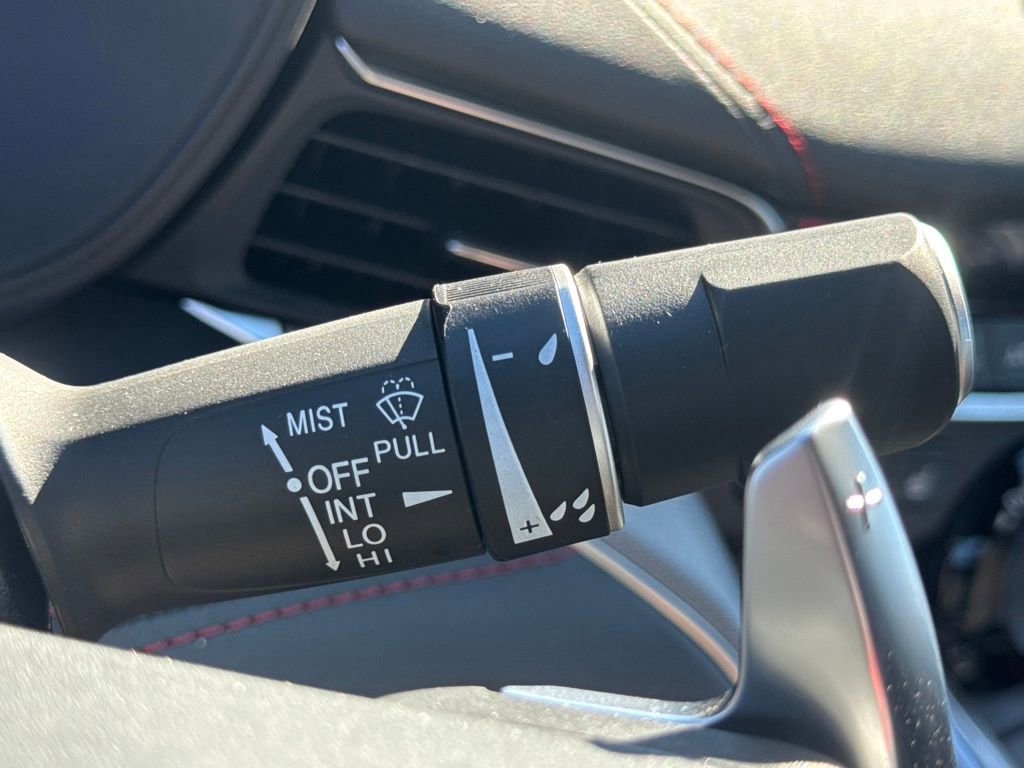 MIST
PULL
OFF
INT
LO
HI
-
+
+